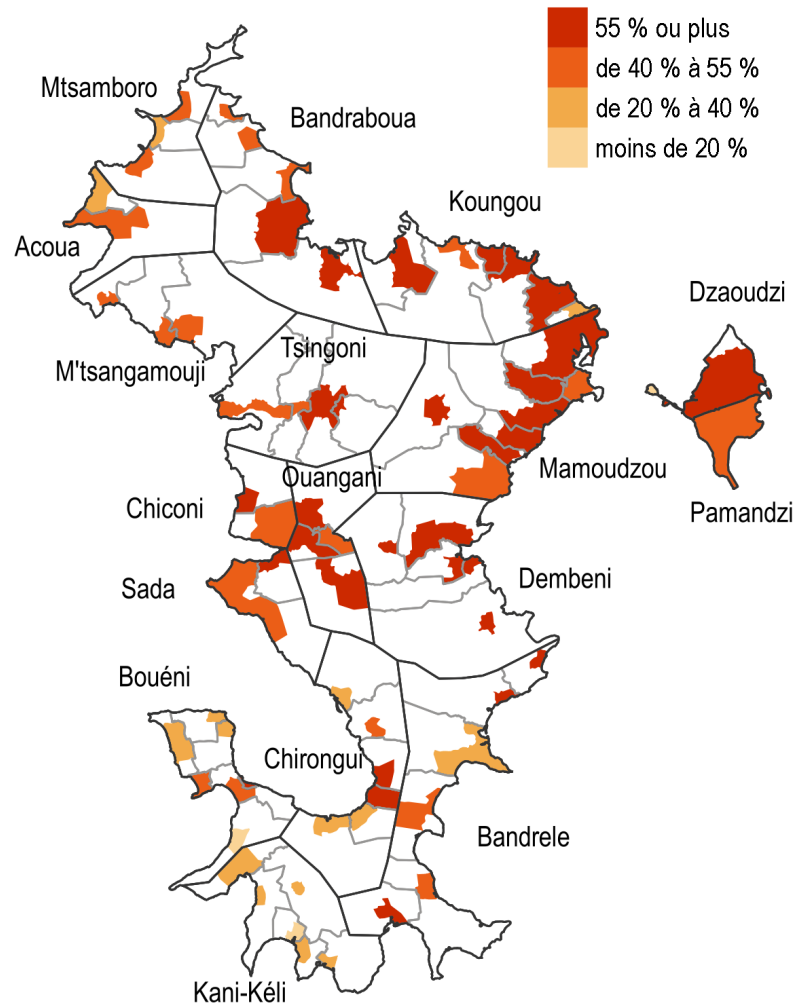 55 % ou plus
de 40 % à 55 %
de 20 % à 40 %
moins de 20 %
Mtsamboro
Bandraboua
Koungou
Acoua
Dzaoudzi
M'tsangamouji
Tsingoni
Mamoudzou
Ouangani
Chiconi
Pamandzi
Sada
Dembeni
Bouéni
Chirongui
Bandrele
Kani-Kéli